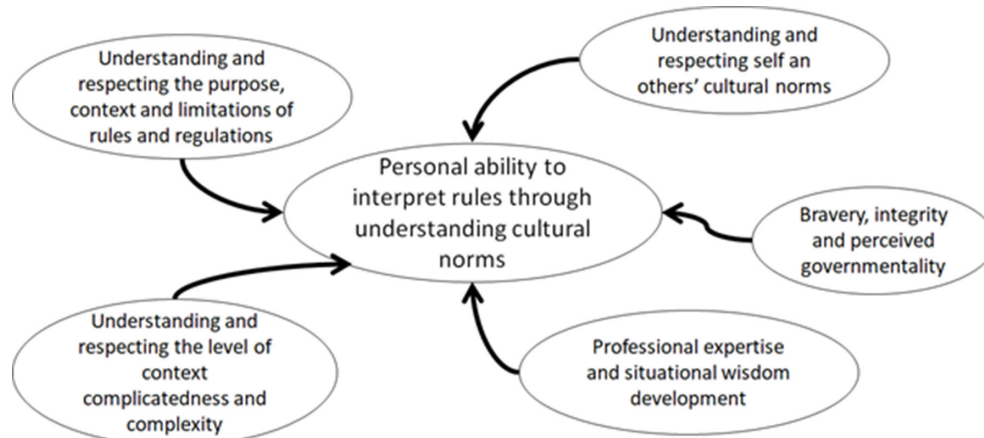 Understanding and
respecting the purpose,
context and limitations of
rules and regulations
Understanding and
respecting self an
others' cultural norms
Personal ability to
interpret rules through
understanding cultural
norms
Bravery, integrity
and perceived
governmentality
Understanding and
respecting the level of
context
complicatedness and
complexity
Professional expertise
and situational wisdom
development